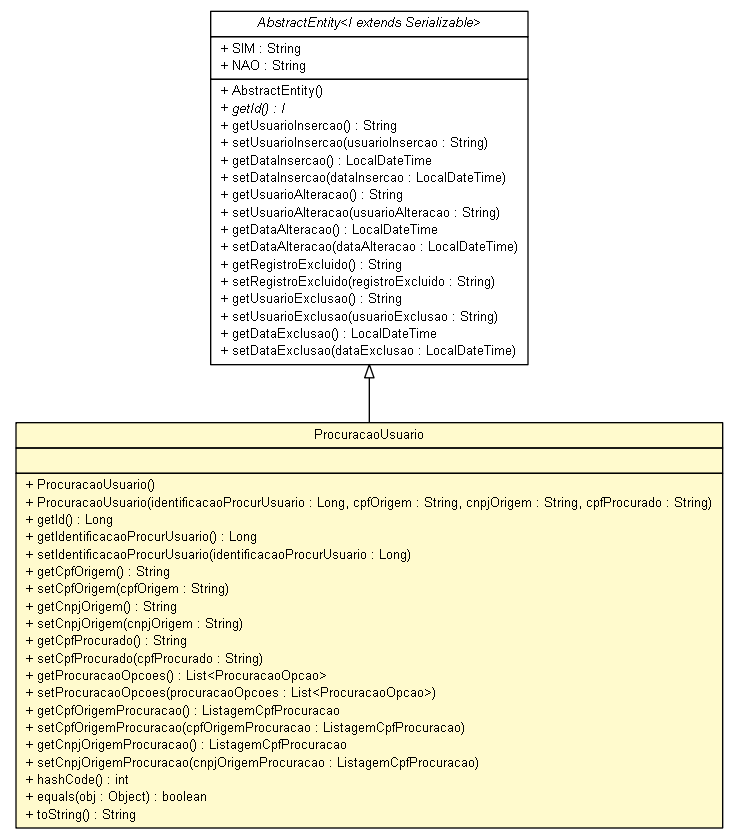 AbstractEntity<I extends Serializable>
+ SIM : String
+ NAO : String
+ AbstractEntity()
+ getId() : I
+ getUsuarioInsercao() : String
+ setUsuarioInsercao(usuarioInsercao : String)
+ getDataInsercao() : LocalDateTime
+ setDataInsercao(dataInsercao : LocalDateTime)
+ getUsuarioAlteracao() : String
+ setUsuarioAlteracao(usuarioAlteracao : String)
+ getDataAlteracao() : LocalDateTime
+ setDataAlteracao(dataAlteracao : LocalDateTime)
+ getRegistroExcluido() : String
+ setRegistroExcluido(registroExcluido : String)
+ getUsuarioExclusao() : String
+ setUsuarioExclusao(usuarioExclusao : String)
+ getDataExclusao() : LocalDateTime
+ setDataExclusao(dataExclusao : LocalDateTime)
ProcuracaoUsuario
+ ProcuracaoUsuario()
+ ProcuracaoUsuario(identificacaoProcurUsuario : Long, cpfOrigem : String, cnpjOrigem : String, cpfProcurado : String)
+ getId() : Long
+ getIdentificacaoProcurUsuario() : Long
+ setIdentificacaoProcurUsuario(identificacaoProcurUsuario : Long)
+ getCpfOrigem() : String
+ setCpfOrigem(cpfOrigem : String)
+ getCnpjOrigem() : String
+ setCnpjOrigem(cnpjOrigem : String)
+ getCpfProcurado() : String
+ setCpfProcurado(cpfProcurado : String)
+ getProcuracaoOpcoes() : List<ProcuracaoOpcao>
+ setProcuracaoOpcoes(procuracaoOpcoes : List<ProcuracaoOpcao>)
+ getCpfOrigemProcuracao() : ListagemCpfProcuracao
+ setCpfOrigemProcuracao(cpfOrigemProcuracao : ListagemCpfProcuracao)
+ getCnpjOrigemProcuracao() : ListagemCpfProcuracao
+ setCnpjOrigemProcuracao(cnpjOrigemProcuracao : ListagemCpfProcuracao)
+ hashCode() : int
+ equals(obj : Object) : boolean
+ toString() : String